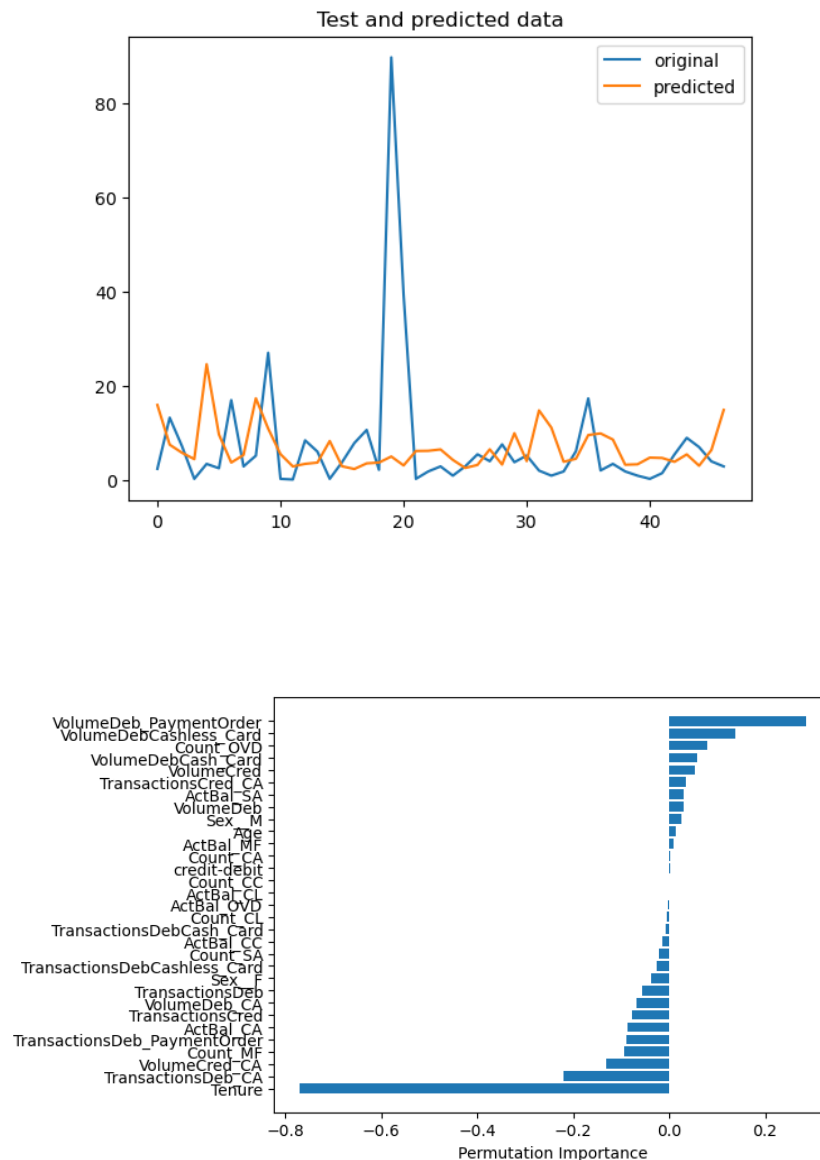 Test and predicted data
original
predicted
80
60
40
20
0
0 10 20 30 40
VolumeDeb_PaymentOrder
VolumeDebCashless_Card
Count_OVD
VolumeDebCash_Card
VolumeCred
TransactionsCred_CA
ActBal_SA
VolumeDeb
Sex__M
Age
ActBal_MF
Count_CA
credit-debit
Count_CC
ActBal_CL
ActBal_OVD
Count_CL
TransactionsDebCash_Card
ActBal_CC
Count_SA
TransactionsDebCashless_Card
Sex__F
TransactionsDeb
VolumeDeb_CA
TransactionsCred
ActBal_CA
TransactionsDeb_PaymentOrder
Count_MF
VolumeCred_CA
TransactionsDeb_CA
Tenure
−0.8 −0.6 −0.4 −0.2 0.0 0.2
Permutation Importance